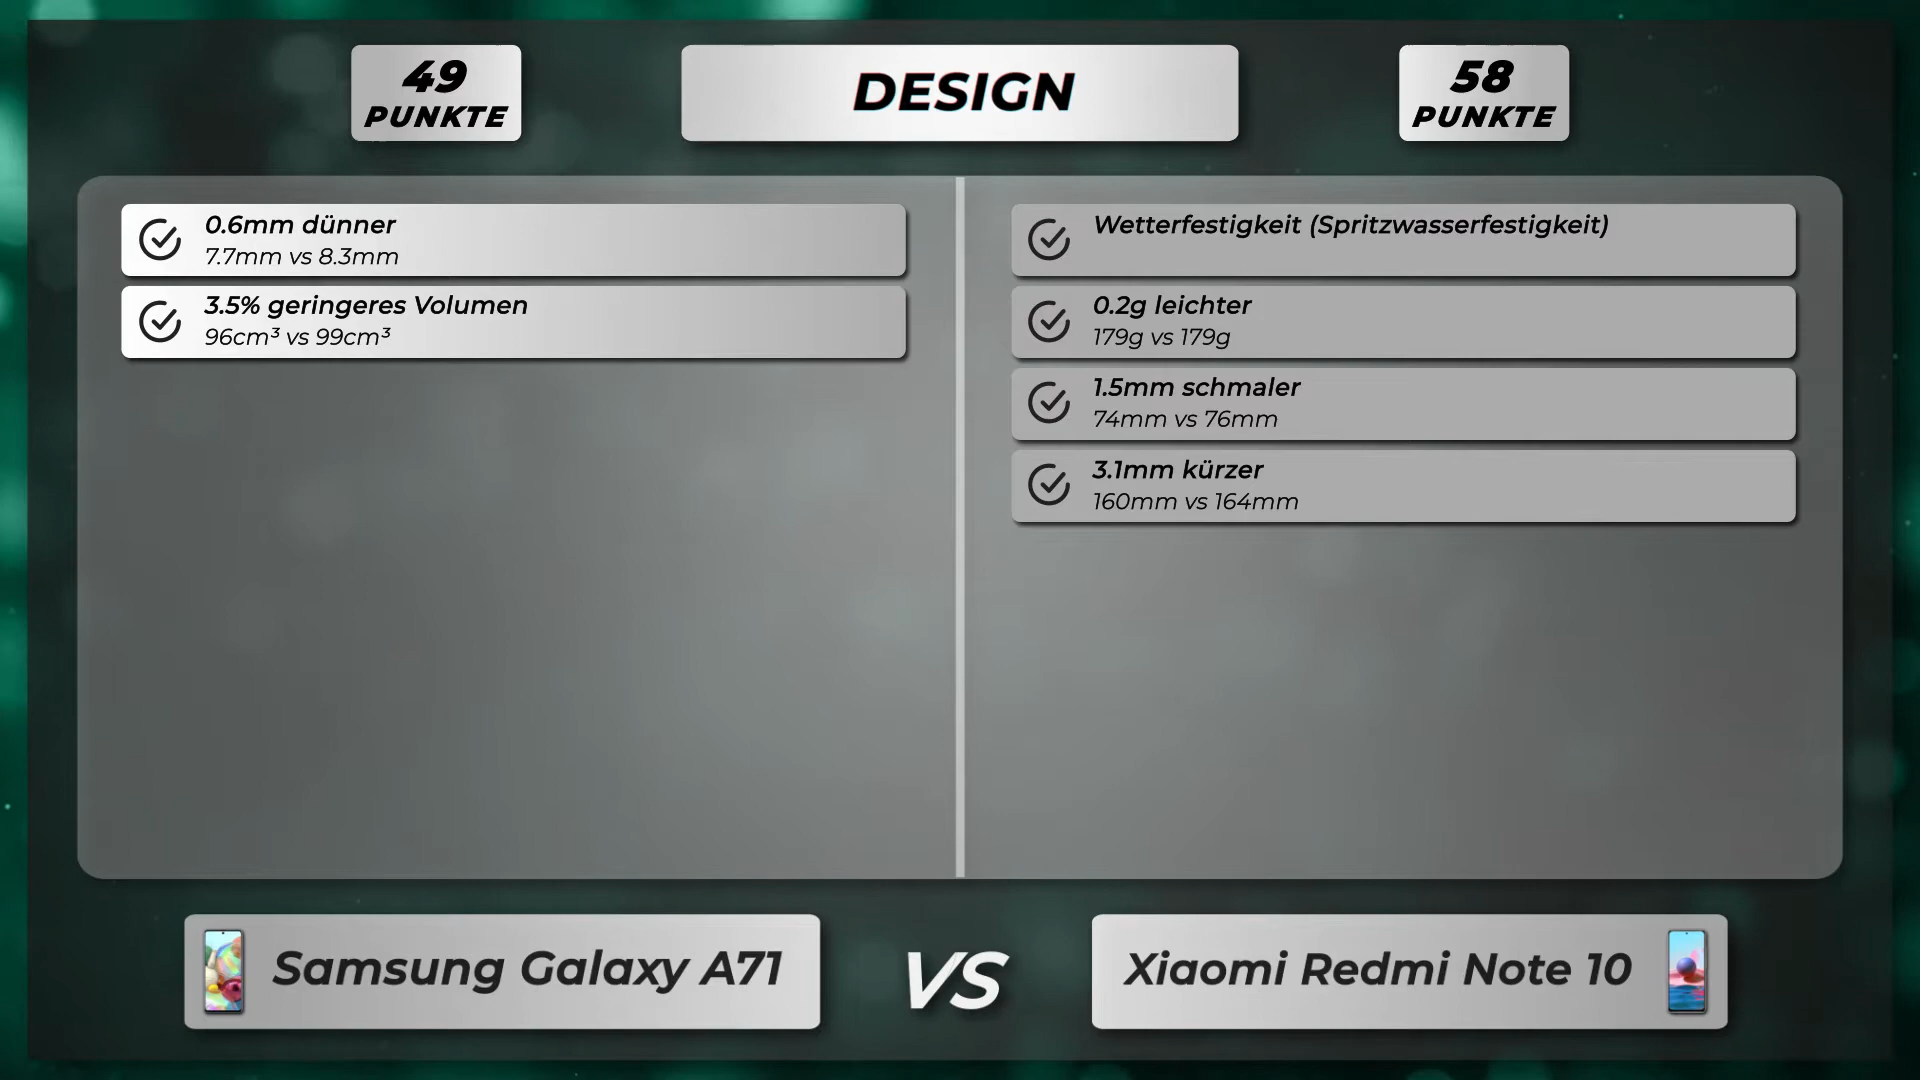 49
PUNKTE
DESIGN
58
PUNKTE
0.6mm dünner
7.7mm vs 8.3mm
3.5% geringeres Volumen
96cm³ vs 99cm³
Wetterfestigkeit (Spritzwasserfestigkeit)
0.2g leichter
179g vs 179g
1.5mm schmaler
74mm vs 76mm
3.1mm kürzer
160mm vs 164mm
Samsung Galaxy A71
VS
Xiaomi Redmi Note 10